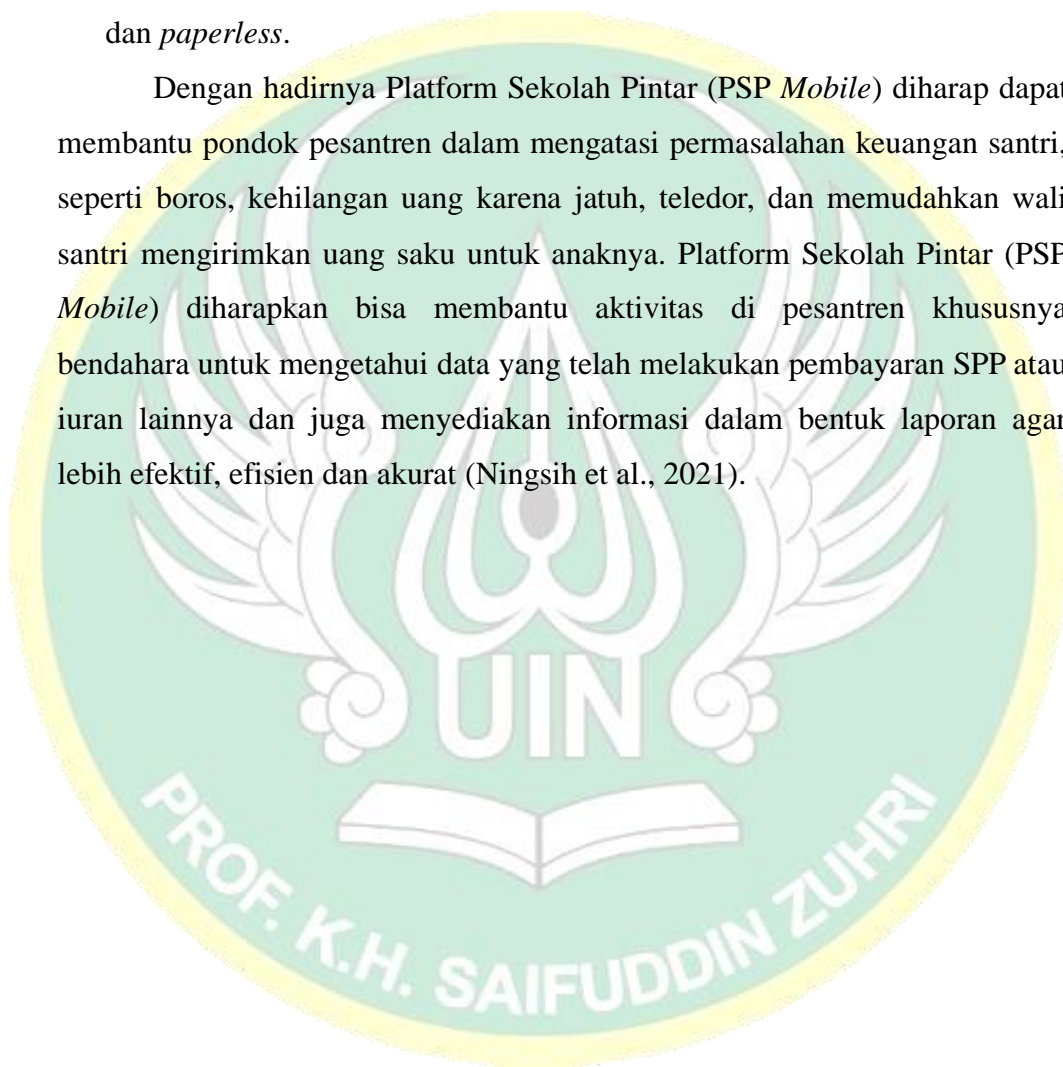 dan paperless.
Dengan hadirnya Platform Sekolah Pintar (PSP Mobile) diharap dapat
membantu pondok pesantren dalam mengatasi permasalahan keuangan santri,
seperti boros, kehilangan uang karena jatuh, teledor, dan memudahkan wali
santri mengirimkan uang saku untuk anaknya. Platform Sekolah Pintar (PSP
Mobile) diharapkan bisa membantu aktivitas di pesantren khususnya
bendahara untuk mengetahui data yang telah melakukan pembayaran SPP atau
iuran lainnya dan juga menyediakan informasi dalam bentuk laporan agar
lebih efektif, efisien dan akurat (Ningsih et al., 2021).
UIN
PROF. K.H. SAIFUDDIN ZUHRI